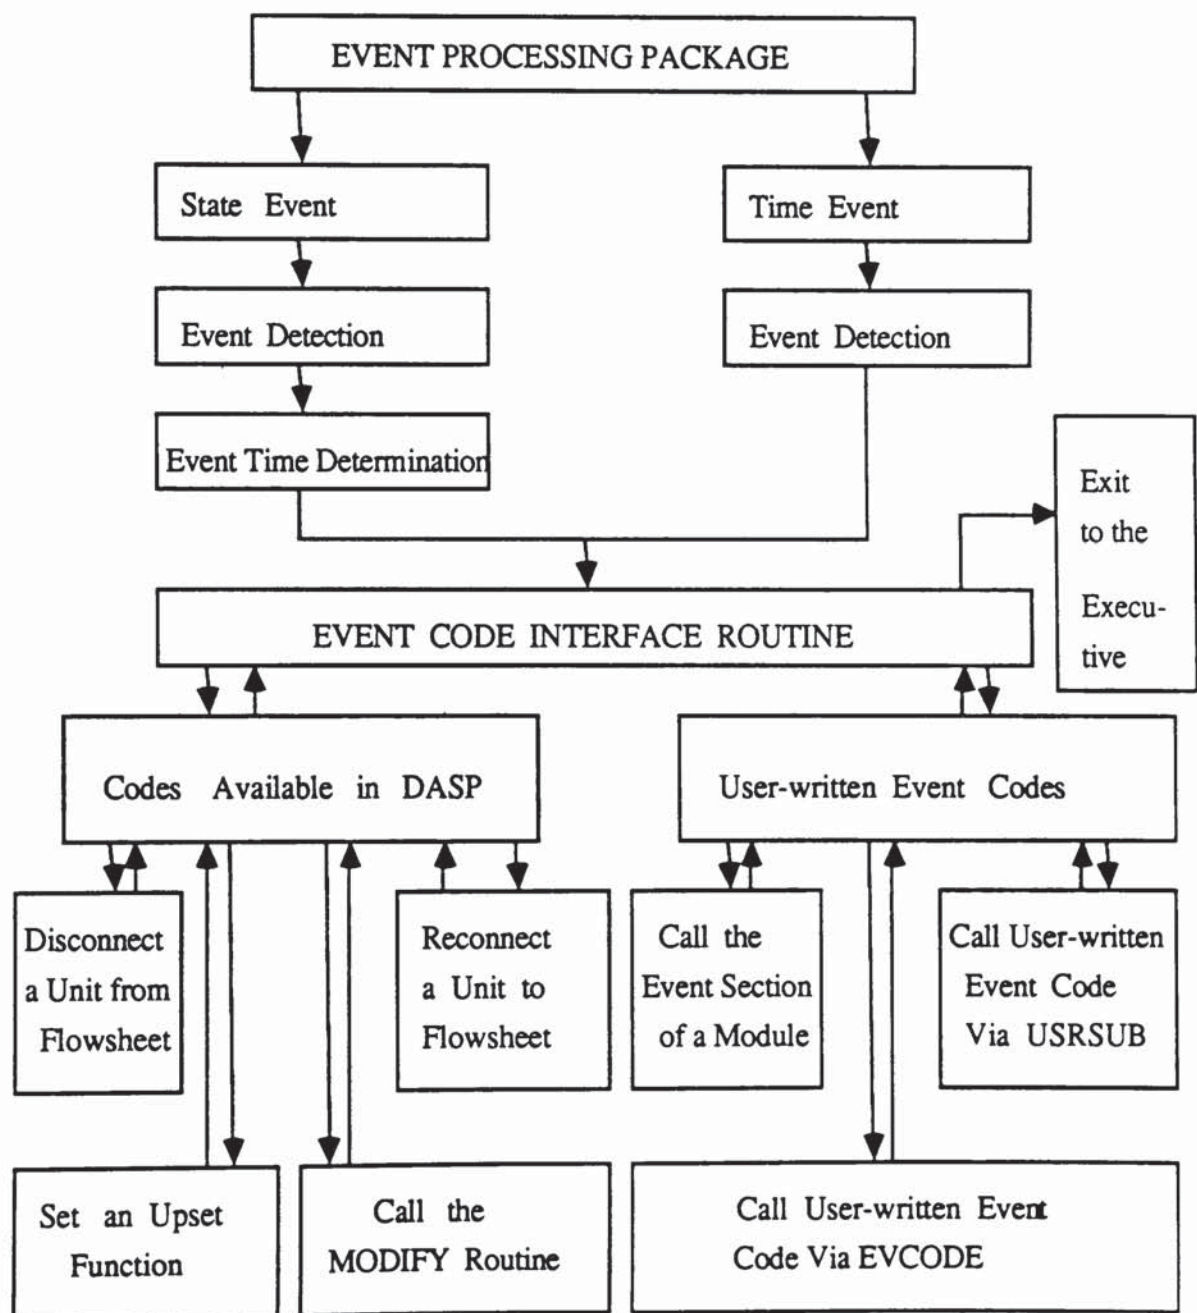 EVENT PROCESSING PACKAGE
State Event
Time Event
Event Detection
Event Detection
Event Time Determination
Exit
to the
Execu-
tive
EVENT CODE INTERFACE ROUTINE
Codes Available in DASP
User-written Event Codes
Disconnect
a Unit from
Flowsheet
Reconnect
a Unit to
Flowsheet
Call the
Event Section
of a Module
Call User-written
Event Code
Via USRSUB
Set an Upset
Function
Call the
MODIFY Routine
Call User-written Event
Code Via EVCODE